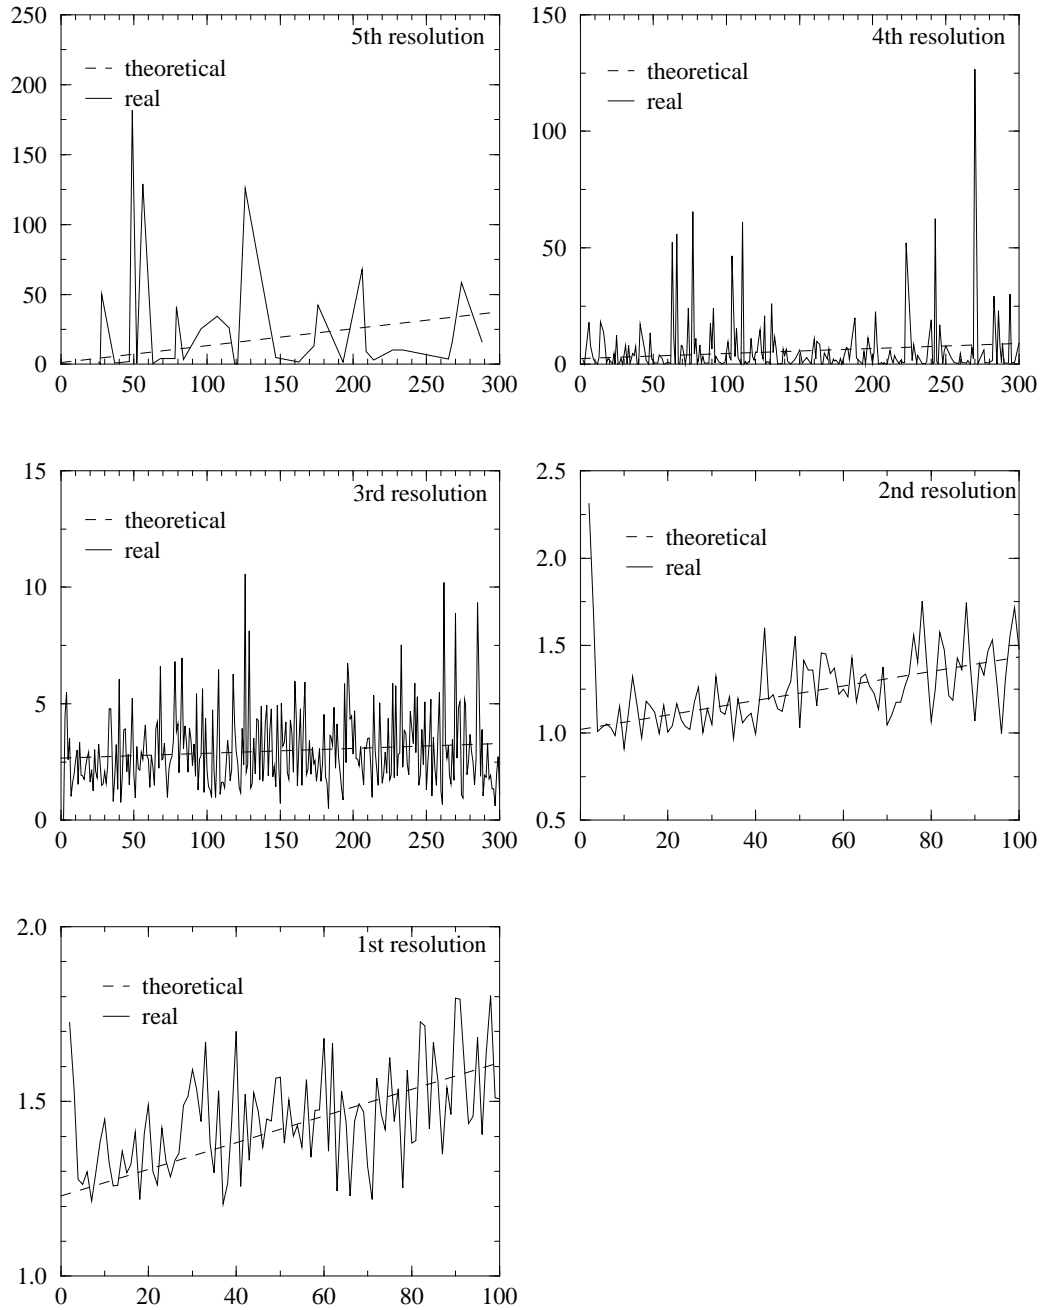 250
200
150
100
50
0
5th resolution
theoretical
real
0 50 100 150 200 250 300
150
100
50
0
4th resolution
theoretical
real
0 50 100 150 200 250 300
15
10
5
0
3rd resolution
theoretical
real
0 50 100 150 200 250 300
2.5
2.0
1.5
1.0
0.5
2nd resolution
theoretical
real
0 20 40 60 80 100
2.0
1.5
1.0
1st resolution
theoretical
real
0 20 40 60 80 100